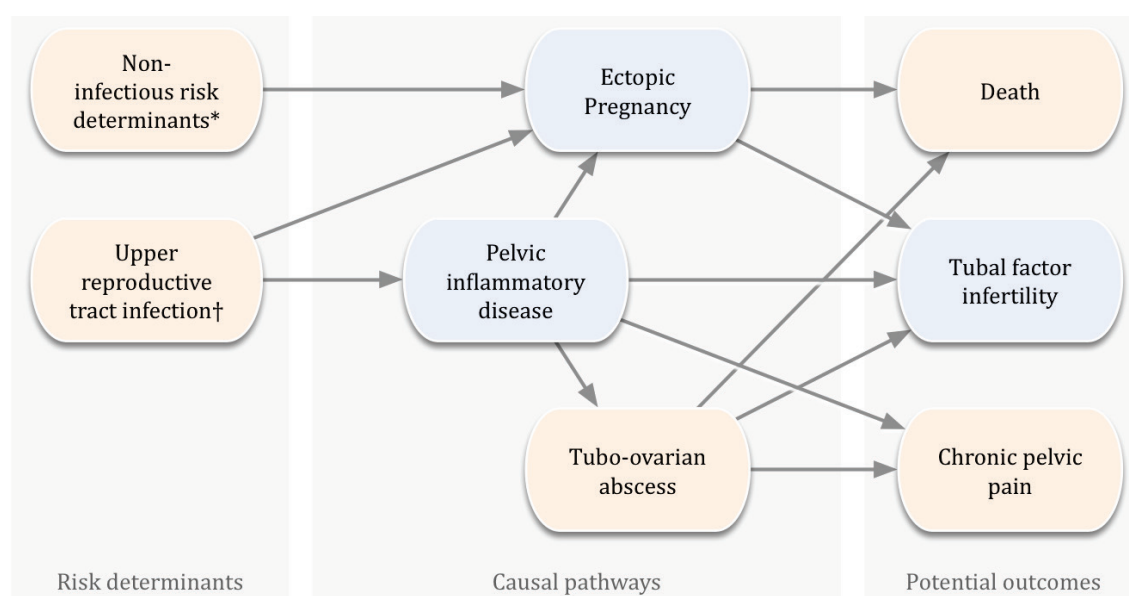 Non-
infectious risk
determinants*
Ectopic
Pregnancy
Death
Upper
reproductive
tract infection†
Pelvic
inflammatory
disease
Tubal factor
infertility
Tubo-ovarian
abscess
Chronic pelvic
pain
Risk determinants
Causal pathways
Potential outcomes